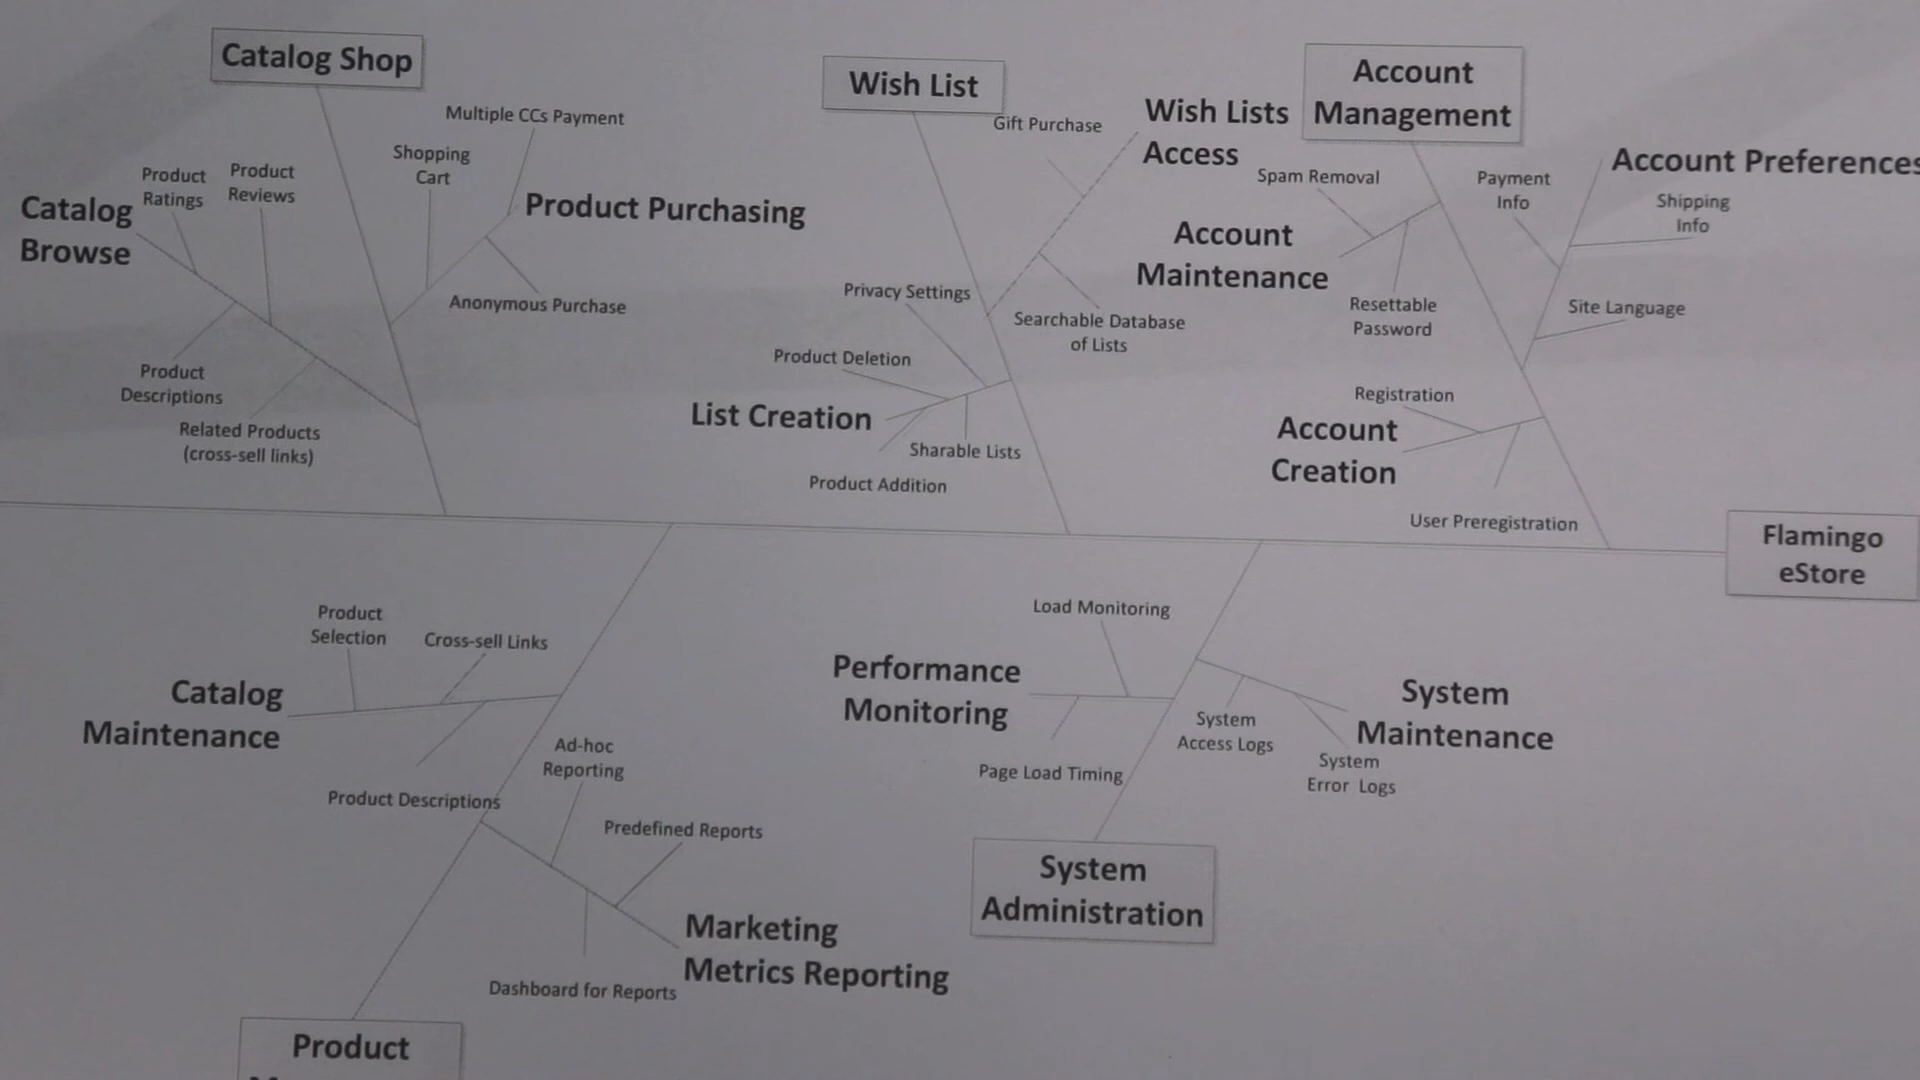 Catalog Shop
Multiple CCs Payment
Shopping
Cart
Product
Ratings
Product
Reviews
Catalog
Browse
Product Purchasing
Anonymous Purchase
Product
Descriptions
Related Products
(cross-sell links)
Wish List
Gift Purchase
Wish Lists
Access
Privacy Settings
Searchable Database
of Lists
Product Deletion
List Creation
Sharable Lists
Product Addition
Account
Management
Spam Removal
Account
Maintenance
Resettable
Password
Payment
Info
Account Preferences
Shipping
Info
Site Language
Registration
Account
Creation
User Preregistration
Flamingo
eStore
Product
Selection
Cross-sell Links
Catalog
Maintenance
Product Descriptions
Ad-hoc
Reporting
Predefined Reports
Marketing
Metrics Reporting
Dashboard for Reports
Product
Load Monitoring
Performance
Monitoring
Page Load Timing
System
Access Logs
System
Maintenance
System
Error Logs
System
Administration